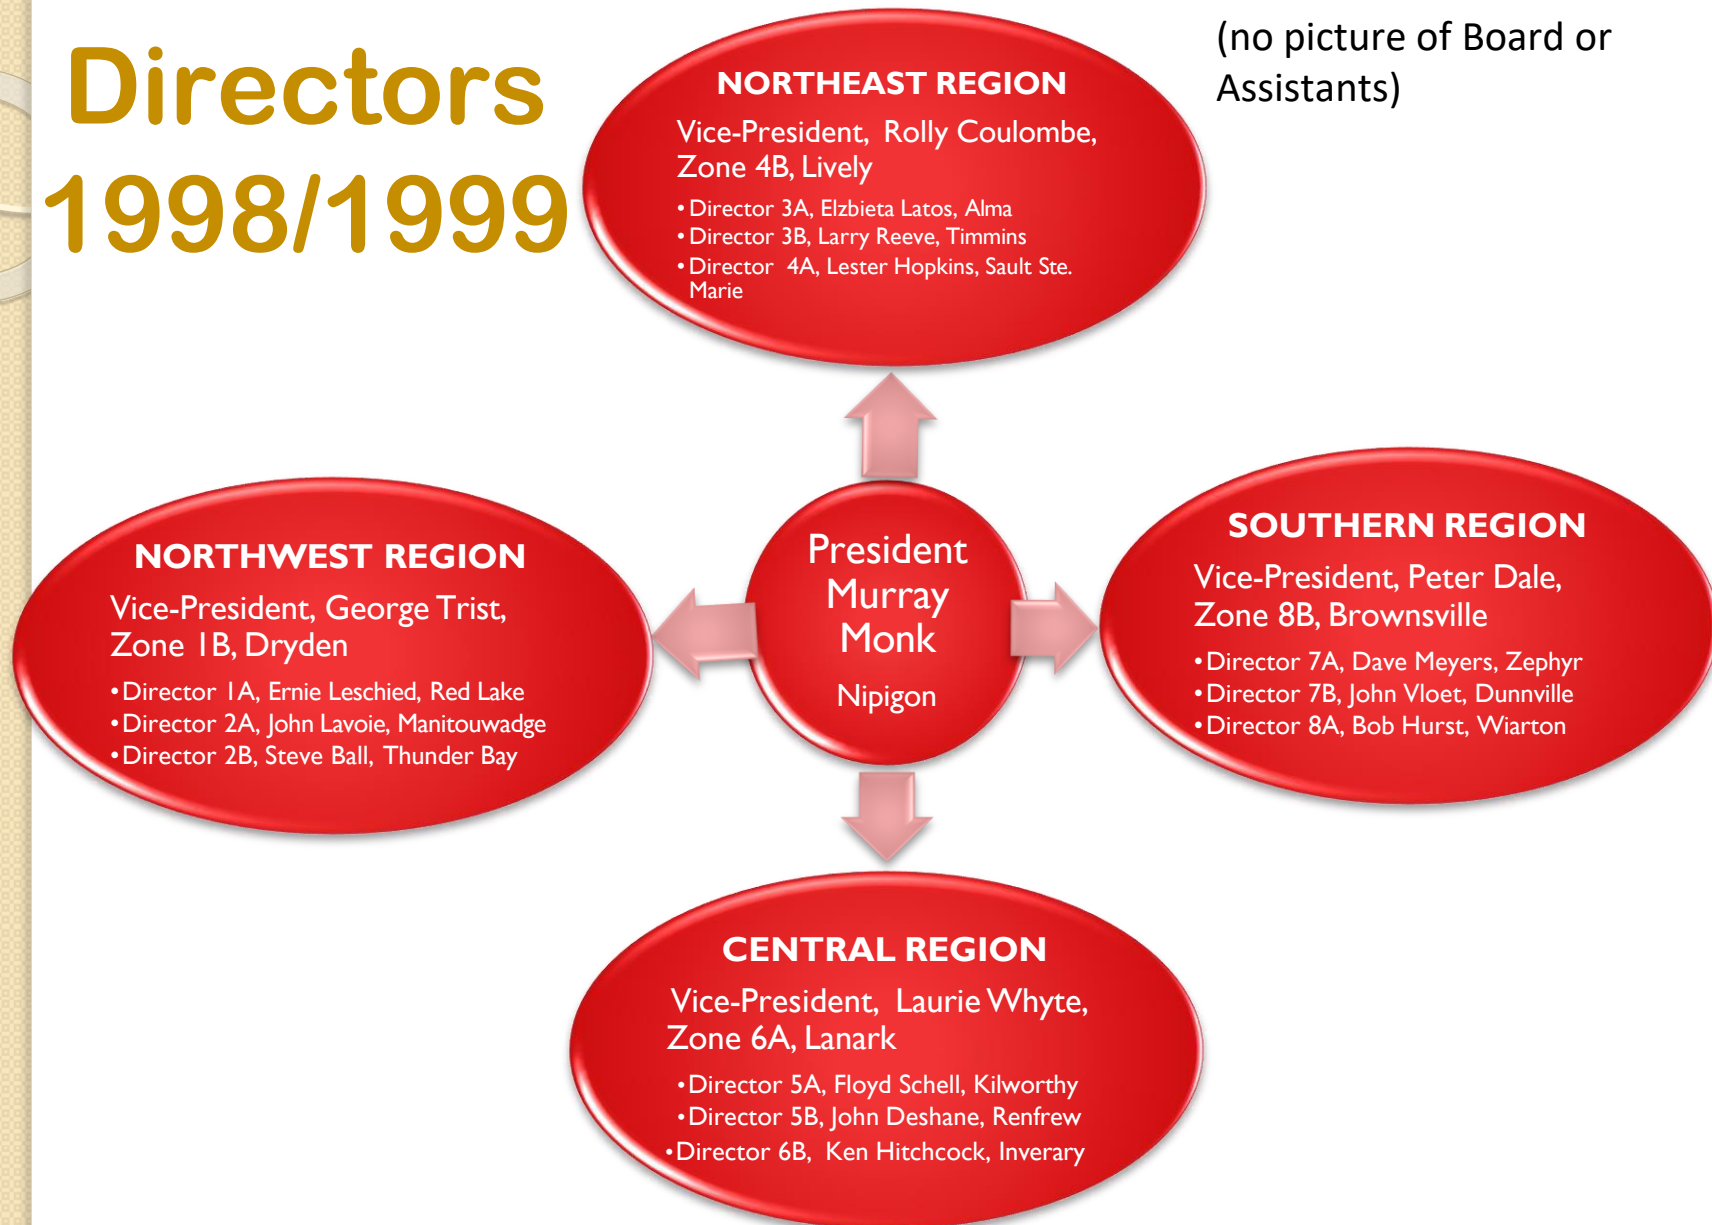 Directors
1998/1999
(no picture of Board or
Assistants)
NORTHEAST REGION
Vice-President, Rolly Coulombe,
Zone 4B, Lively
• Director 3A, Elzbieta Latos, Alma
• Director 3B, Larry Reeve, Timmins
• Director 4A, Lester Hopkins, Sault Ste.
Marie
NORTHWEST REGION
Vice-President, George Trist,
Zone 1B, Dryden
• Director 1A, Ernie Leschied, Red Lake
• Director 2A, John Lavoie, Manitouwadge
• Director 2B, Steve Ball, Thunder Bay
President
Murray
Monk
Nipigon
SOUTHERN REGION
Vice-President, Peter Dale,
Zone 8B, Brownsville
• Director 7A, Dave Meyers, Zephyr
• Director 7B, John Vloet, Dunnville
• Director 8A, Bob Hurst, Wiarton
CENTRAL REGION
Vice-President, Laurie Whyte,
Zone 6A, Lanark
• Director 5A, Floyd Schell, Kilworthy
• Director 5B, John Deshane, Renfrew
• Director 6B, Ken Hitchcock, Inverary